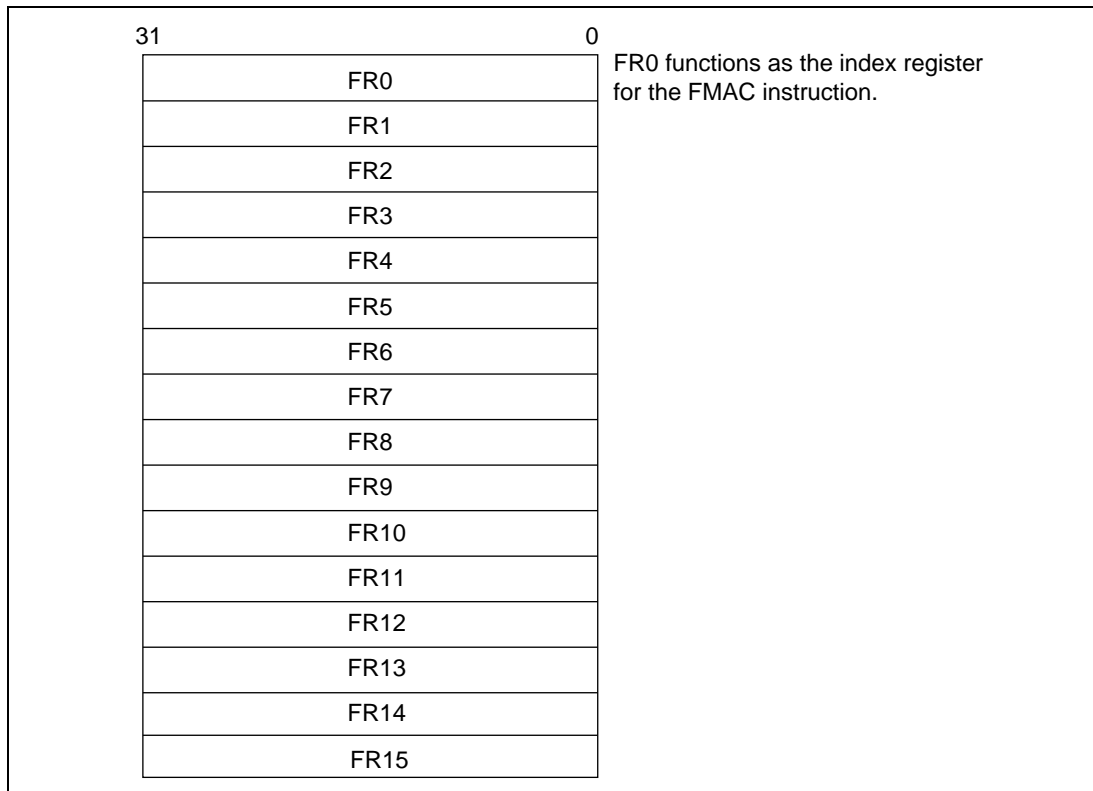 31 0
FR0 functions as the index register
for the FMAC instruction.
FR0
FR1
FR2
FR3
FR4
FR5
FR6
FR7
FR8
FR9
FR10
FR11
FR12
FR13
FR14
FR15